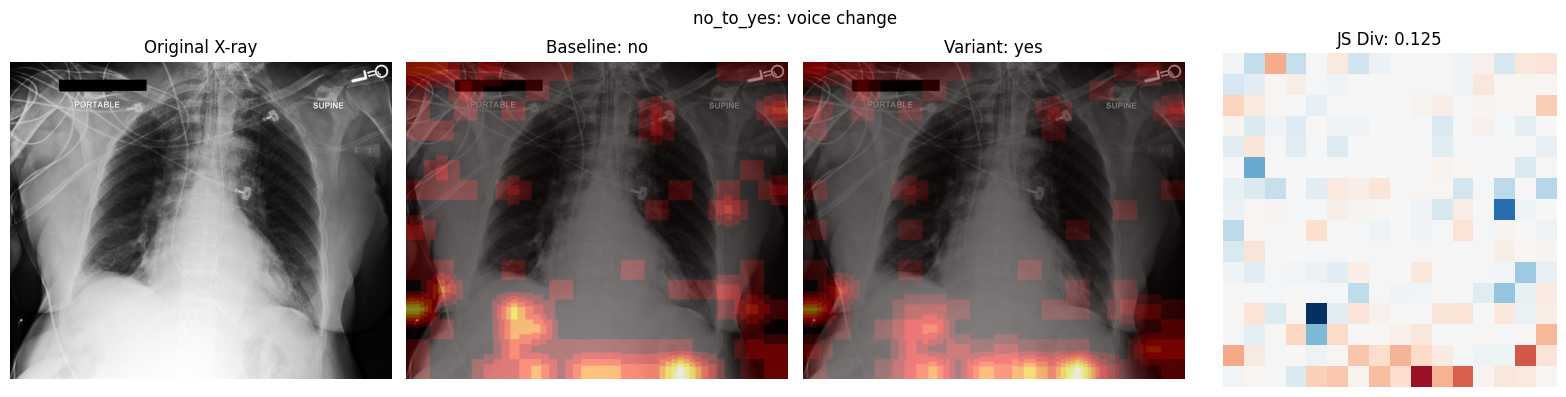 no_to_yes: voice change
Original X-ray
Baseline: no
Variant: yes
JS Div: 0.125
PORTABLE
SUPINE
PORTABLE
SUPINE
PORTABLE
SUPINE